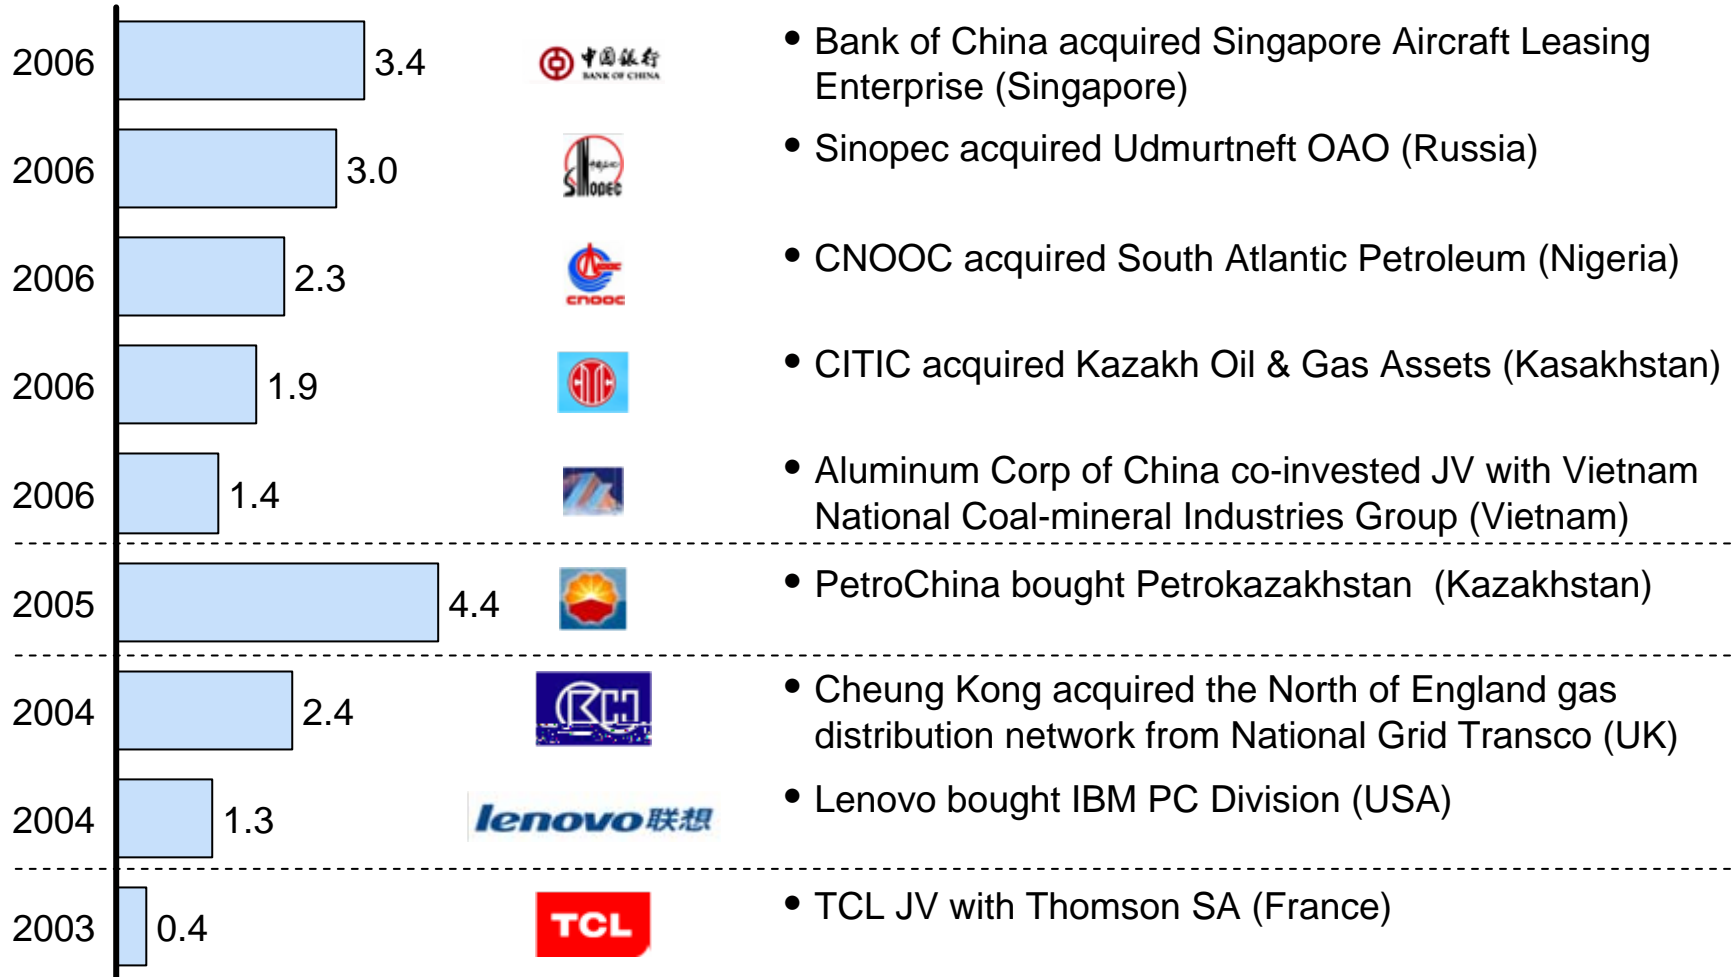 2006
3.4
中国银行
BANK OF CHINA
• Bank of China acquired Singapore Aircraft Leasing
Enterprise (Singapore)
2006
3.0
SINOPEC
• Sinopec acquired Udmurtneft OAO (Russia)
2006
2.3
CNOOC
• CNOOC acquired South Atlantic Petroleum (Nigeria)
2006
1.9
CITIC
• CITIC acquired Kazakh Oil & Gas Assets (Kasakhstan)
2006
1.4
• Aluminum Corp of China co-invested JV with Vietnam
National Coal-mineral Industries Group (Vietnam)
2005
4.4
• PetroChina bought Petrokazakhstan (Kazakhstan)
2004
2.4
• Cheung Kong acquired the North of England gas
distribution network from National Grid Transco (UK)
2004
1.3
lenovo联想
• Lenovo bought IBM PC Division (USA)
2003
0.4
TCL
• TCL JV with Thomson SA (France)